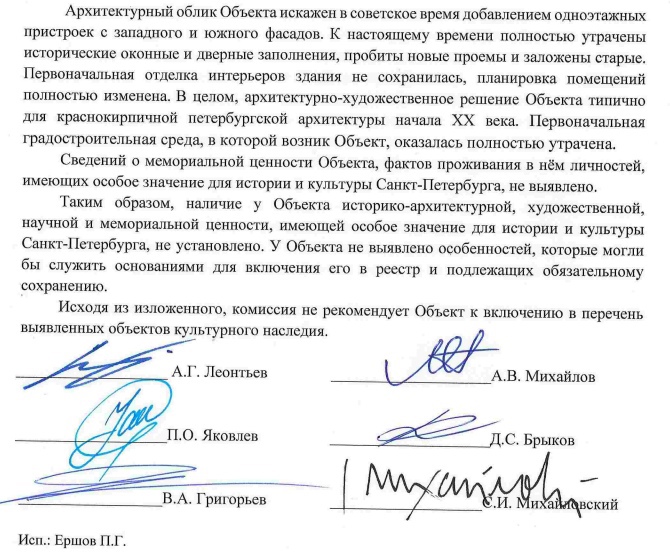 Архитектурный облик Объекта искажен в советское время добавлением одноэтажных
пристроек с западного и южного фасадов. К настоящему времени полностью утрачены
исторические оконные и дверные заполнения, пробиты новые проемы и заложены старые.
Первоначальная отделка интерьеров здания не сохранилась, планировка помещений
полностью изменена. В целом, архитектурно-художественное решение Объекта типично
для краснокирпичной петербургской архитектуры начала XX века. Первоначальная
градостроительная среда, в которой возник Объект, оказалась полностью утрачена.
Сведений о мемориальной ценности Объекта, фактов проживания в нём личностей,
имеющих особое значение для истории и культуры Санкт-Петербурга, не выявлено.
Таким образом, наличие у Объекта историко-архитектурной, художественной,
научной и мемориальной ценности, имеющей особое значение для истории и культуры
Санкт-Петербурга, не установлено. У Объекта не выявлено особенностей, которые могли
бы служить основаниями для включения его в реестр и подлежащих обязательному
сохранению.
Исходя из изложенного, комиссия не рекомендует Объект к включению в перечень
выявленных объектов культурного наследия.
А.Г. Леонтьев
А.В. Михайлов
П.О. Яковлев
Д.С. Брыков
В.А. Григорьев
С.И. Михайловский
Исп.: Ершов П.Г.